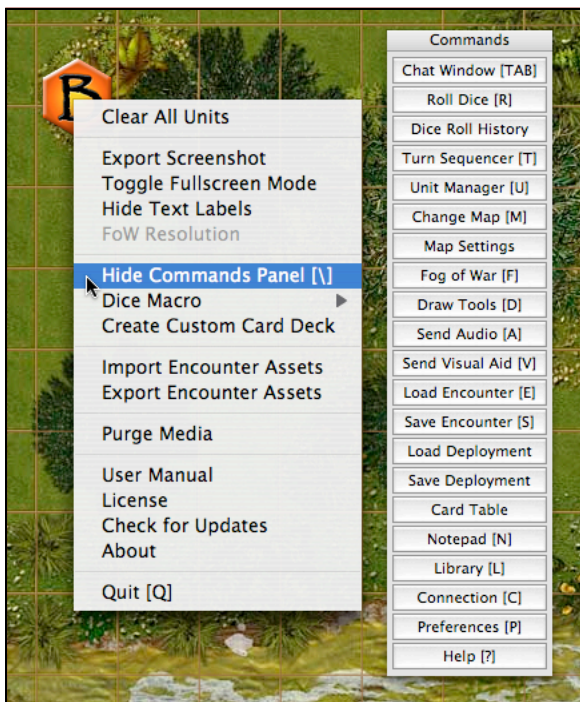 B
Clear All Units
Export Screenshot
Toggle Fullscreen Mode
Hide Text Labels
FoW Resolution
Hide Commands Panel [\]
Dice Macro
Create Custom Card Deck
Import Encounter Assets
Export Encounter Assets
Purge Media
User Manual
License
Check for Updates
About
Quit [Q]
Commands
Chat Window [TAB]
Roll Dice [R]
Dice Roll History
Turn Sequencer [T]
Unit Manager [U]
Change Map [M]
Map Settings
Fog of War [F]
Draw Tools [D]
Send Audio [A]
Send Visual Aid [V]
Load Encounter [E]
Save Encounter [S]
Load Deployment
Save Deployment
Card Table
Notepad [N]
Library [L]
Connection [C]
Preferences [P]
Help [?]